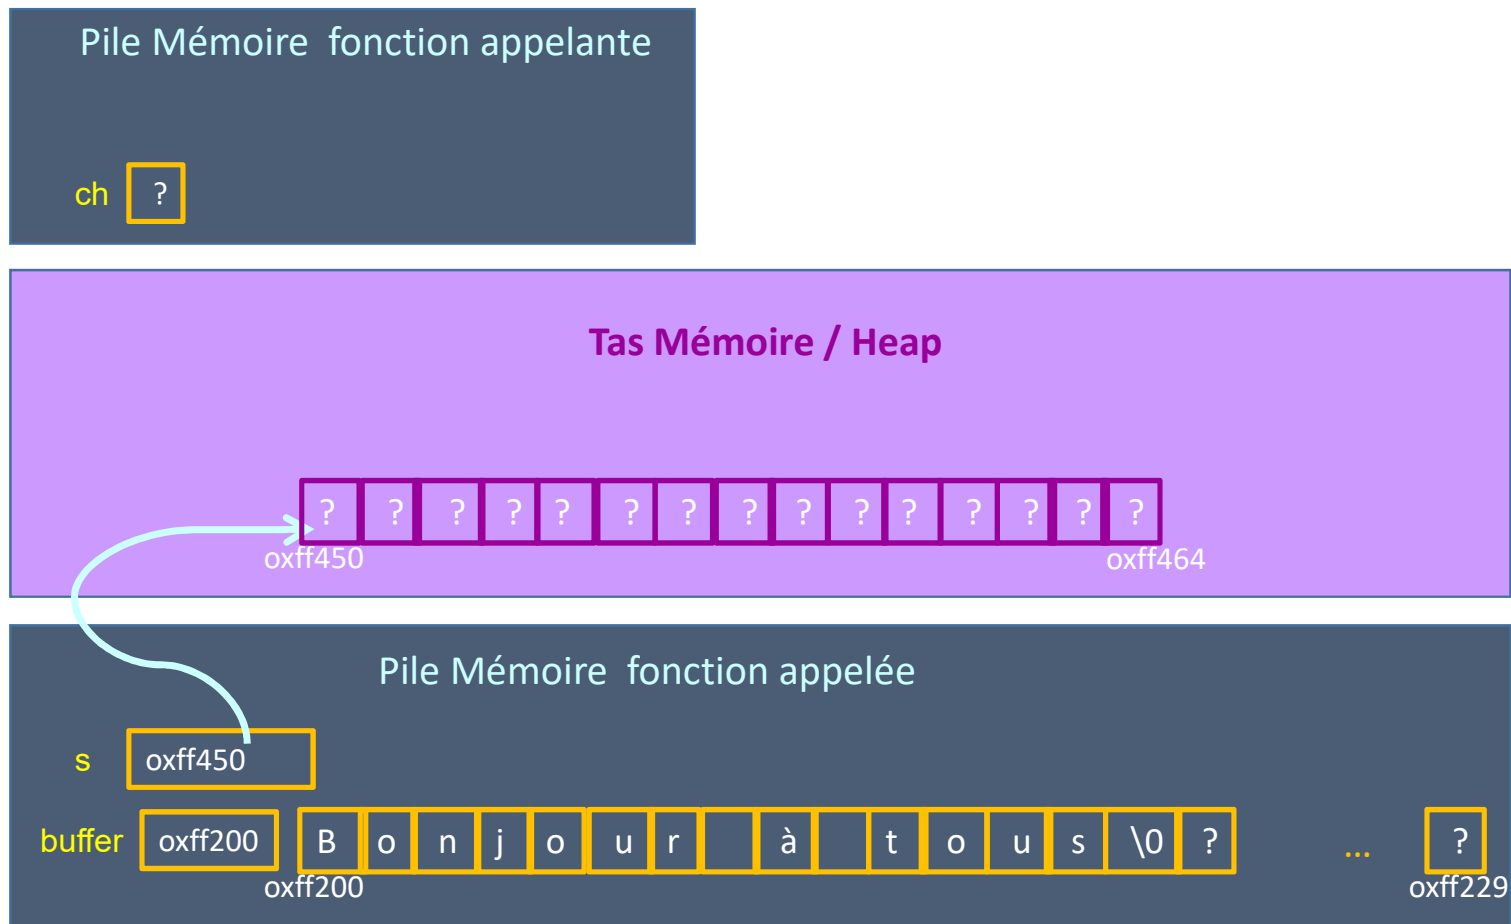 Pile Mémoire fonction appelante
ch ?
Tas Mémoire / Heap
? ? ? ? ? ? ? ? ? ? ? ? ? ? ?
oxff450 oxff464
Pile Mémoire fonction appelée
s oxff450
buffer oxff200 B o n j o u r à t o u s \0 ? ... ?
oxff200 oxff229